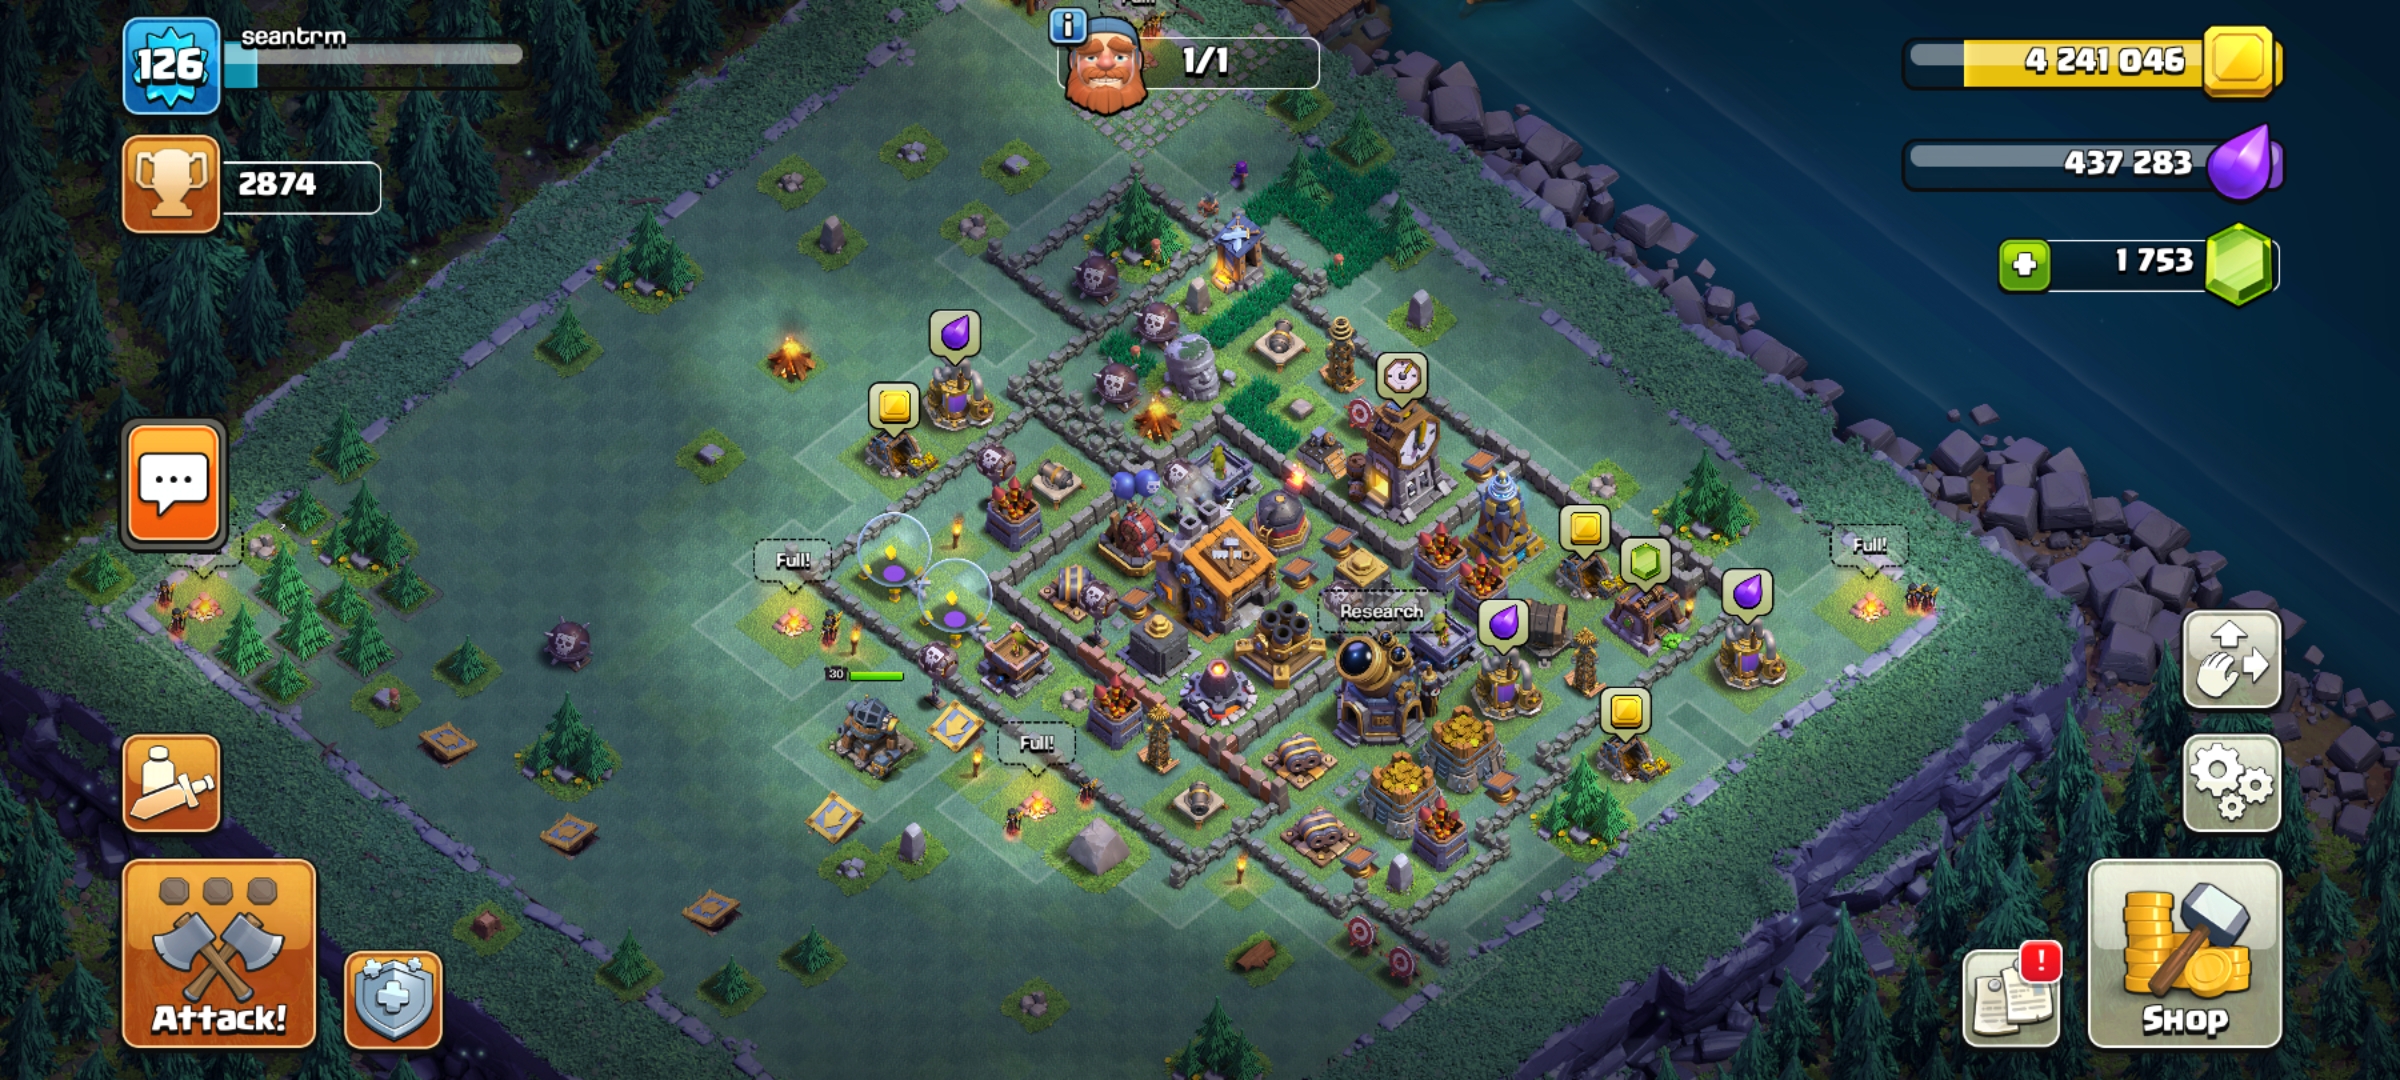 126
seantrm
1/1
4 241 046
2874
437 283
1 753
Full!
Full!
Research
30
Full!
Attack!
!
Shop